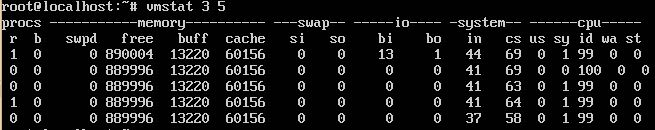 root@localhost:~# vmstat 3 5
procs -----------memory---------- ---swap-- -----io---- -system-- ------cpu-----
 r  b   swpd   free   buff  cache   si   so    bi    bo   in   cs us sy id wa st
 1  0      0 890004  13220  60156    0    0    13     1   44   69  0  1 99  0  0
 0  0      0 889996  13220  60156    0    0     0     0   41   69  0  0 100  0  0
 0  0      0 889996  13220  60156    0    0     0     0   41   63  0  1 99  0  0
 1  0      0 889996  13220  60156    0    0     0     0   41   64  0  1 99  0  0
 0  0      0 889996  13220  60156    0    0     0     0   37   58  0  1 99  0  0